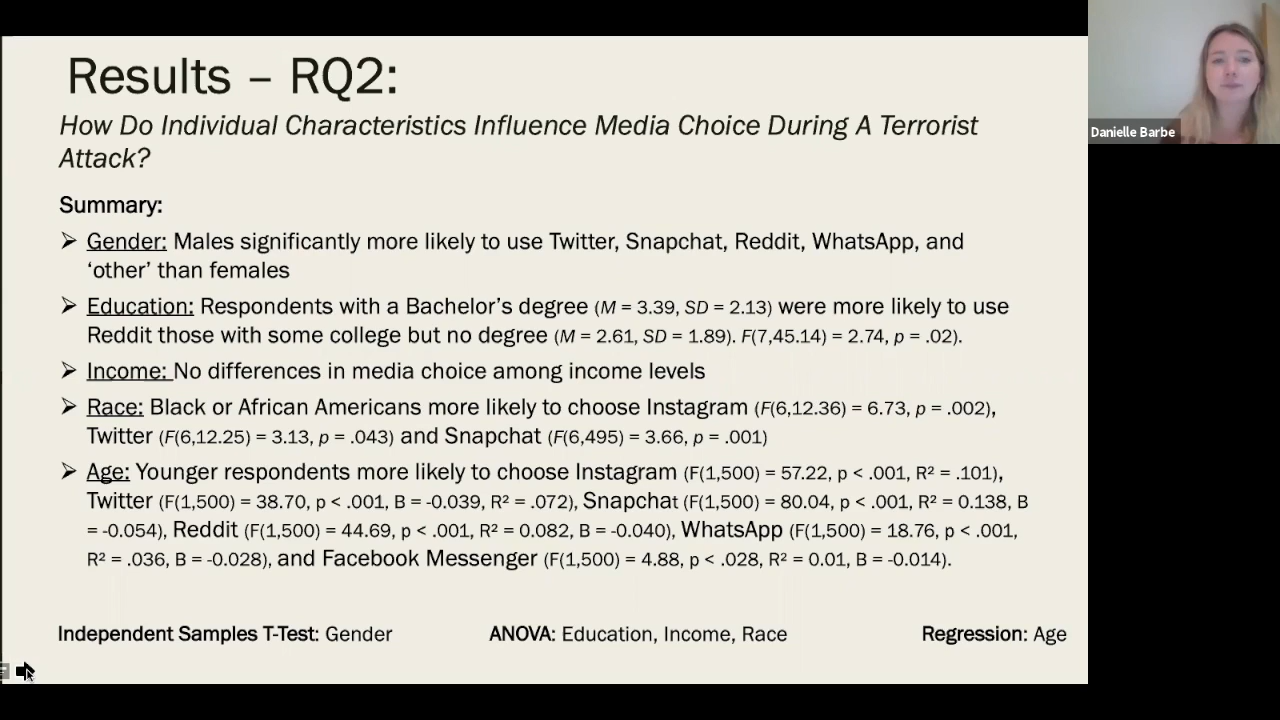 Results – RQ2:
How Do Individual Characteristics Influence Media Choice During A Terrorist
Attack?
Summary:
➢ Gender: Males significantly more likely to use Twitter, Snapchat, Reddit, WhatsApp, and
‘other’ than females
➢ Education: Respondents with a Bachelor’s degree (M = 3.39, SD = 2.13) were more likely to use
Reddit those with some college but no degree (M = 2.61, SD = 1.89). F(7,45.14) = 2.74, p = .02).
➢ Income: No differences in media choice among income levels
➢ Race: Black or African Americans more likely to choose Instagram (F(6,12.36) = 6.73, p = .002),
Twitter (F(6,12.25) = 3.13, p = .043) and Snapchat (F(6,495) = 3.66, p = .001)
➢ Age: Younger respondents more likely to choose Instagram (F(1,500) = 57.22, p < .001, R² = .101),
Twitter (F(1,500) = 38.70, p < .001, B = -0.039, R² = .072), Snapchat (F(1,500) = 80.04, p < .001, R² = 0.138, B
= -0.054), Reddit (F(1,500) = 44.69, p < .001, R² = 0.082, B = -0.040), WhatsApp (F(1,500) = 18.76, p < .001,
R² = .036, B = -0.028), and Facebook Messenger (F(1,500) = 4.88, p < .028, R² = 0.01, B = -0.014).
Independent Samples T-Test: Gender ANOVA: Education, Income, Race Regression: Age
Danielle Barbe